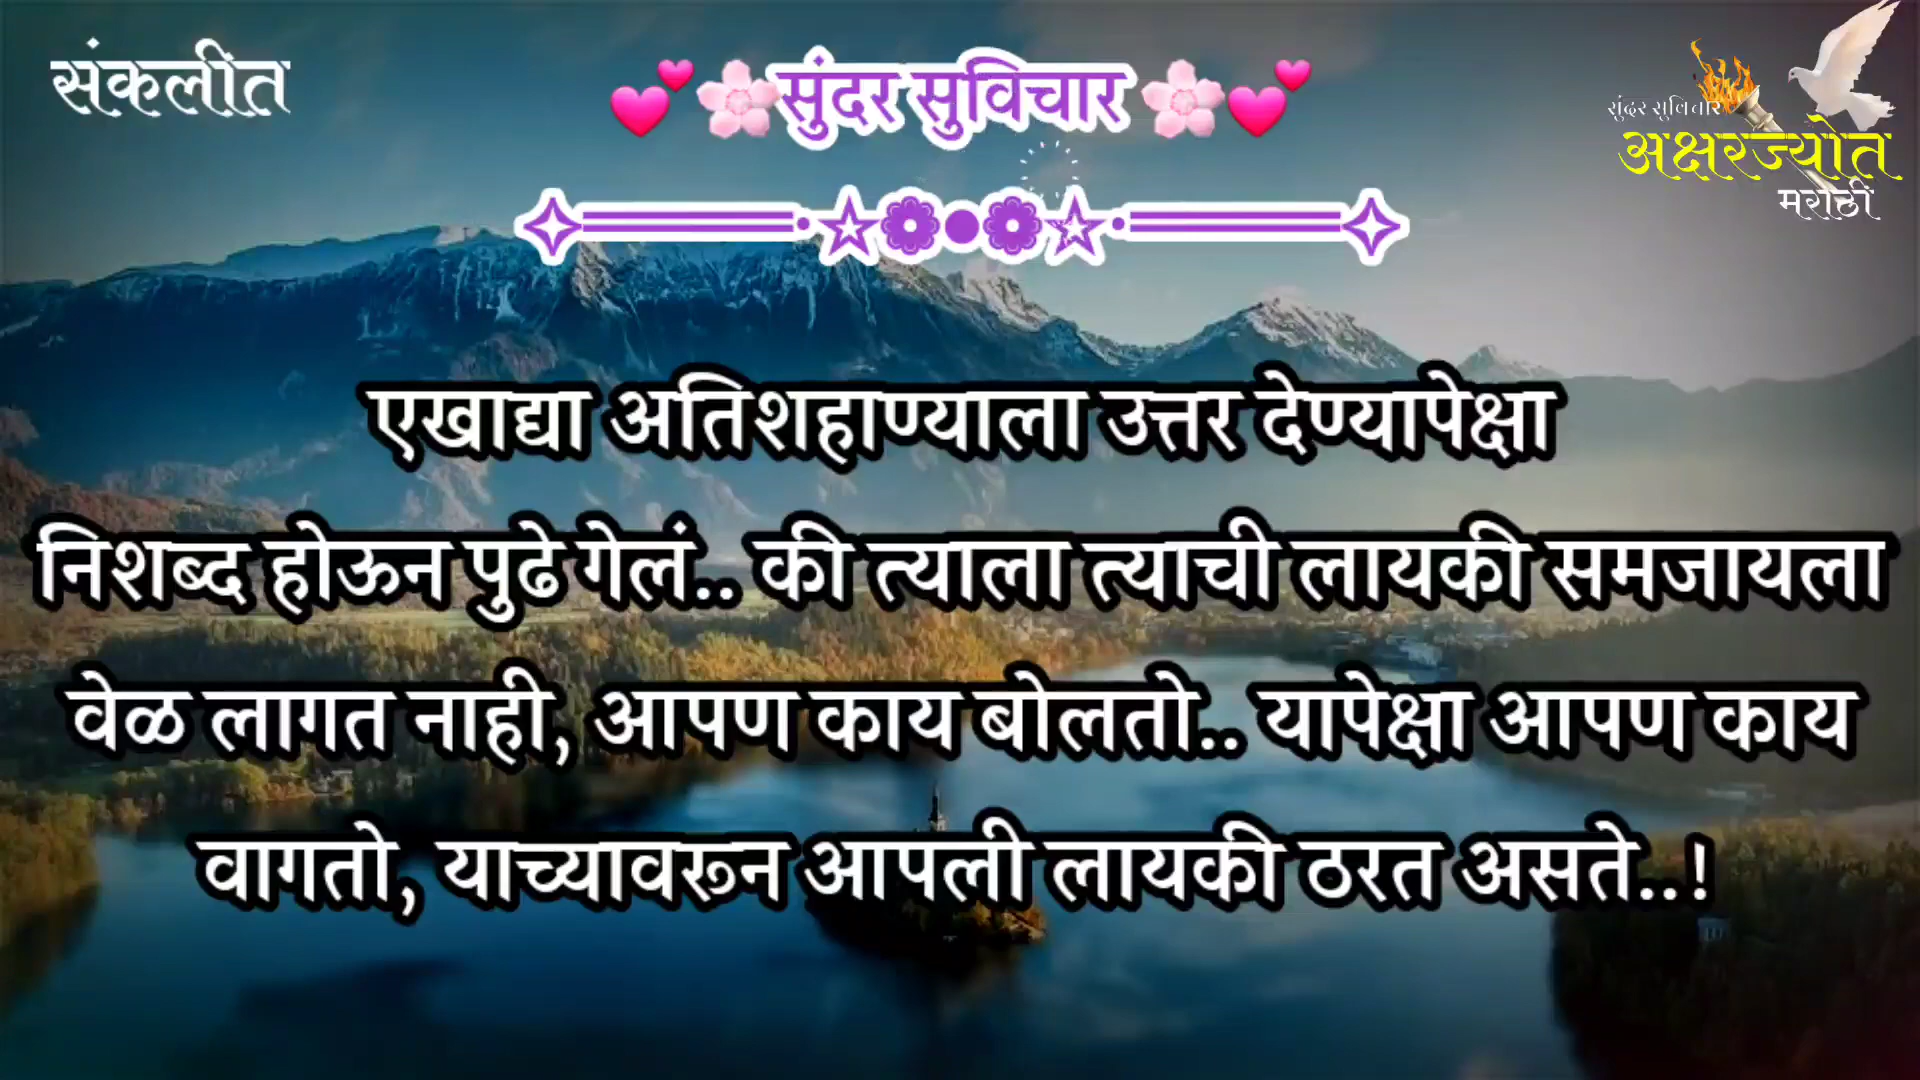 संकलीत
💕🌸सुंदर सुविचार 🌸💕
सुंदर सुविचार
अक्षरज्योत
मराठी
एखाद्या अतिशहाण्याला उत्तर देण्यापेक्षा
निशब्द होऊन पुढे गेलं.. की त्याला त्याची लायकी समजायला
वेळ लागत नाही, आपण काय बोलतो.. यापेक्षा आपण काय
वागतो, याच्यावरून आपली लायकी ठरत असते..!